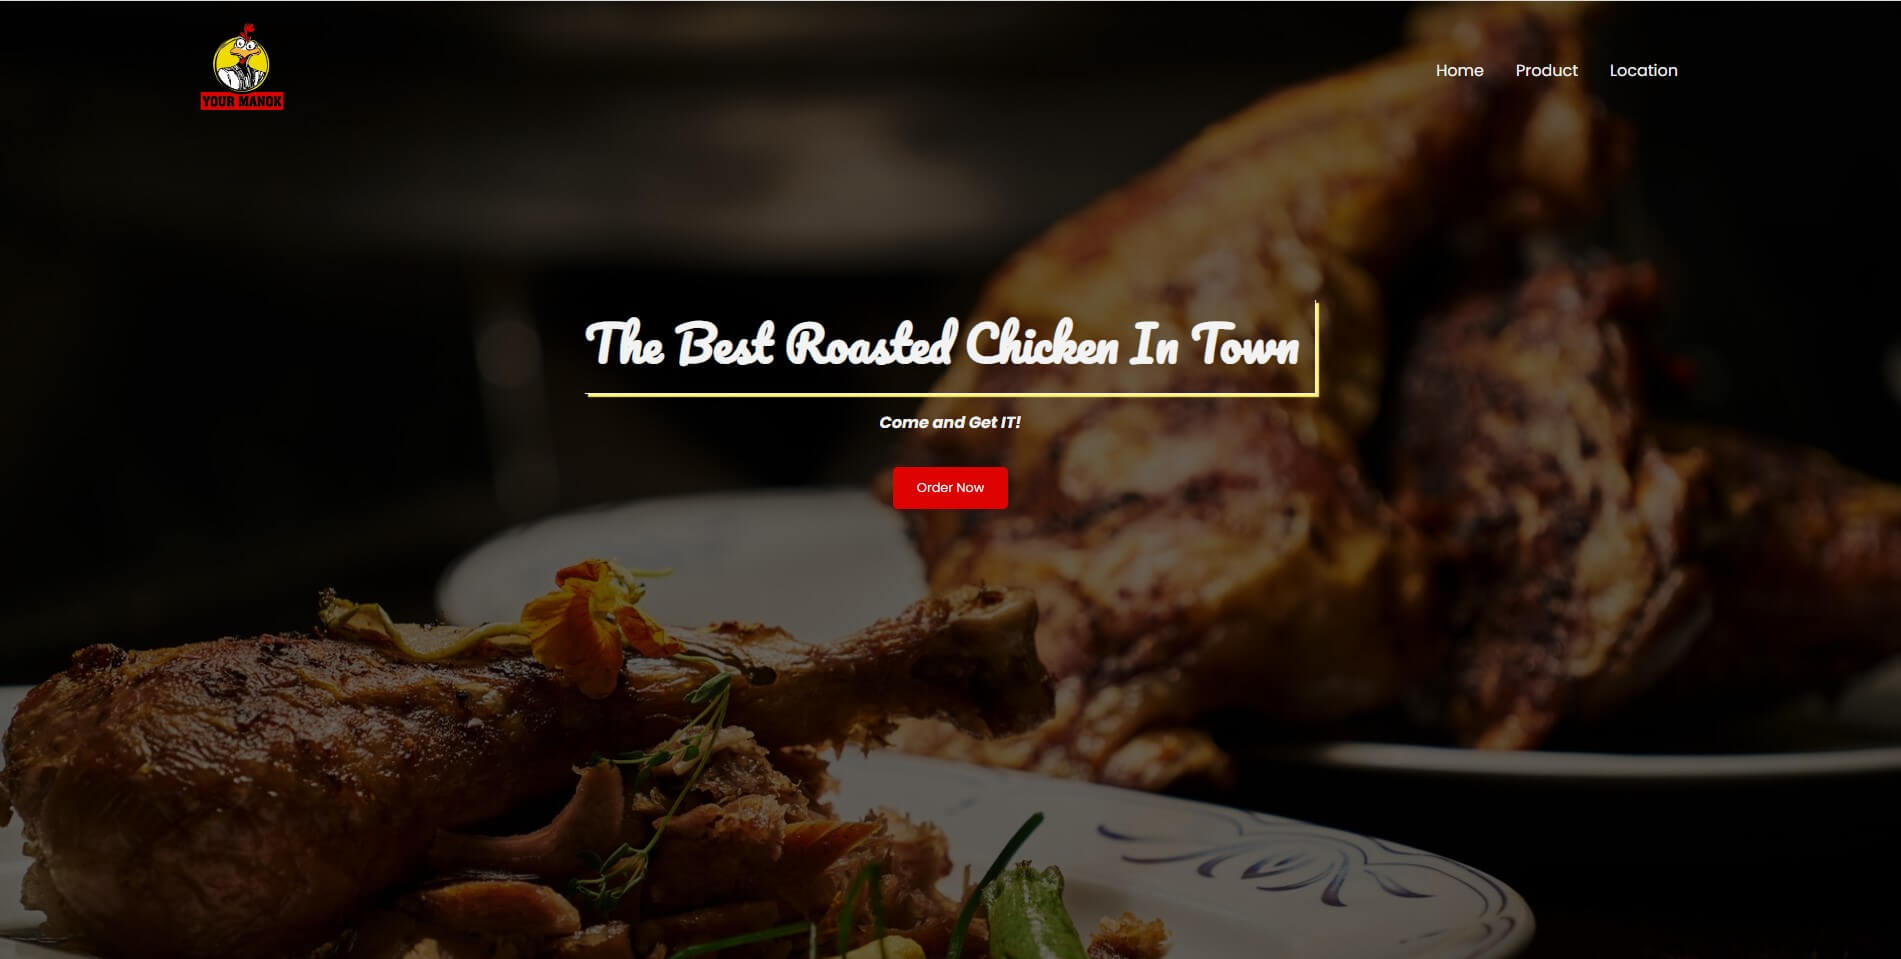 YOUR MANOK
Home Product Location
The Best Roasted Chicken In Town
Come and Get IT!
Order Now